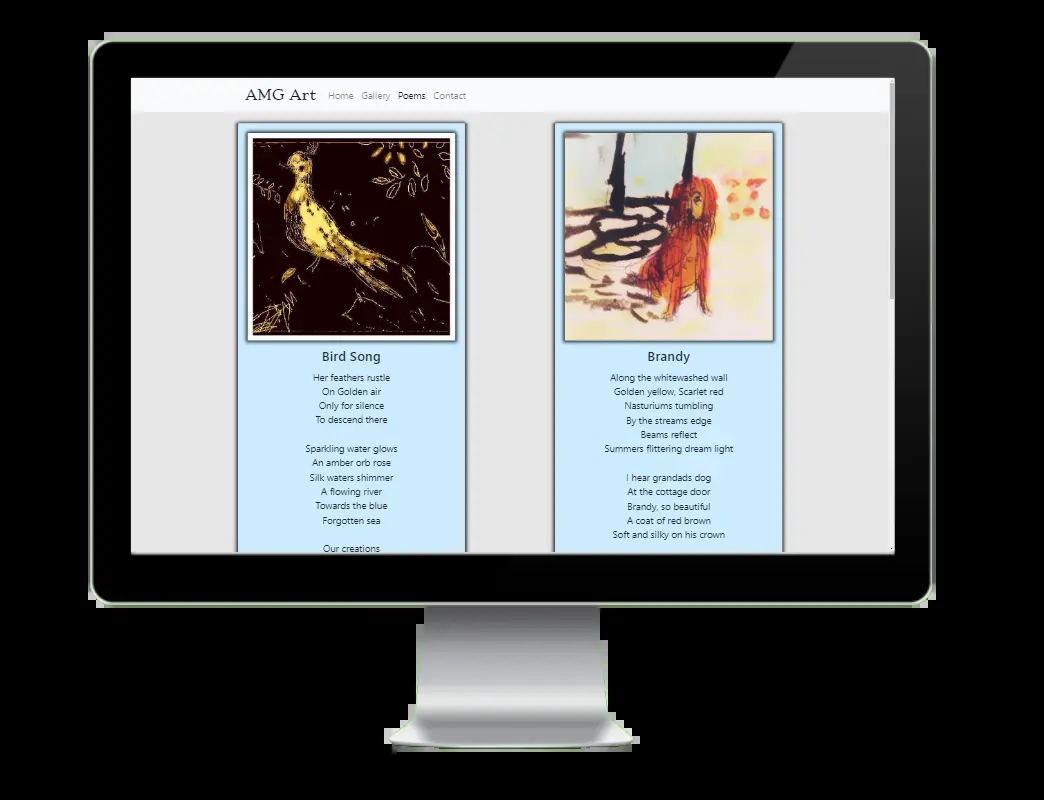 AMG Art Home Gallery Poems Contact
Bird Song
Her feathers rustle
On Golden air
Only for silence
To descend there
Sparkling water glows
An amber orb rose
Silk waters shimmer
A flowing river
Towards the blue
Forgotten sea
Our creations
Brandy
Along the whitewashed wall
Golden yellow, Scarlet red
Nasturiums tumbling
By the streams edge
Beams reflect
Summers flittering dream light
I hear grandads dog
At the cottage door
Brandy, so beautiful
A coat of red brown
Soft and silky on his crown